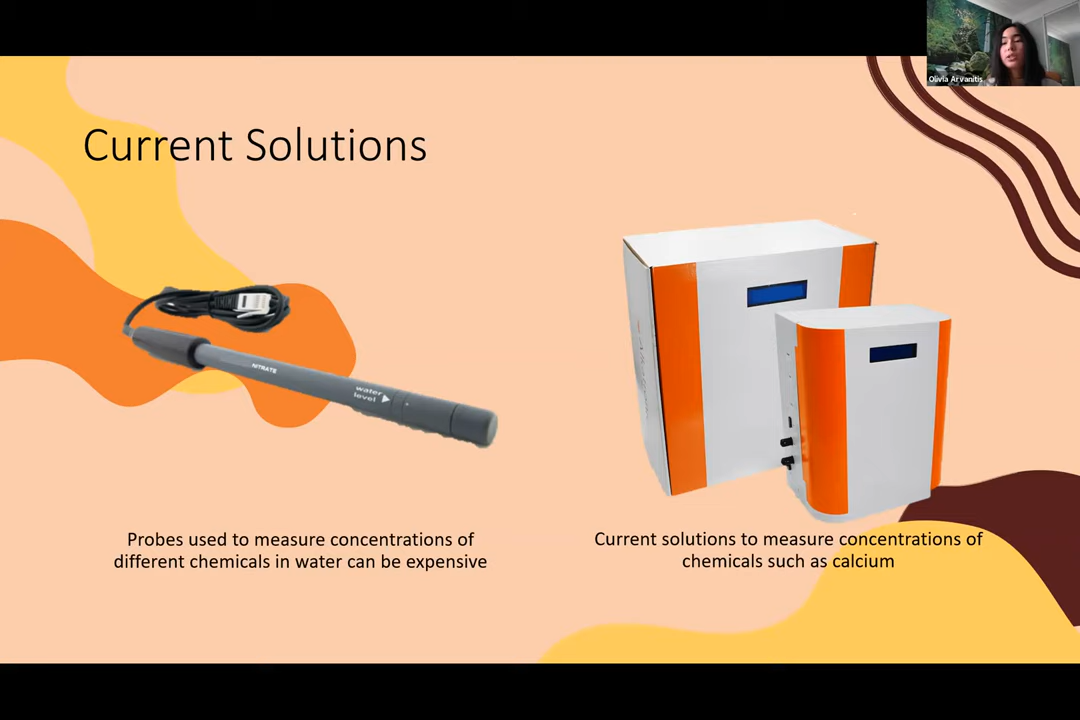 Olivia Arvanitis
Current Solutions
NITRATE
water
level
Probes used to measure concentrations of
different chemicals in water can be expensive
Current solutions to measure concentrations of
chemicals such as calcium